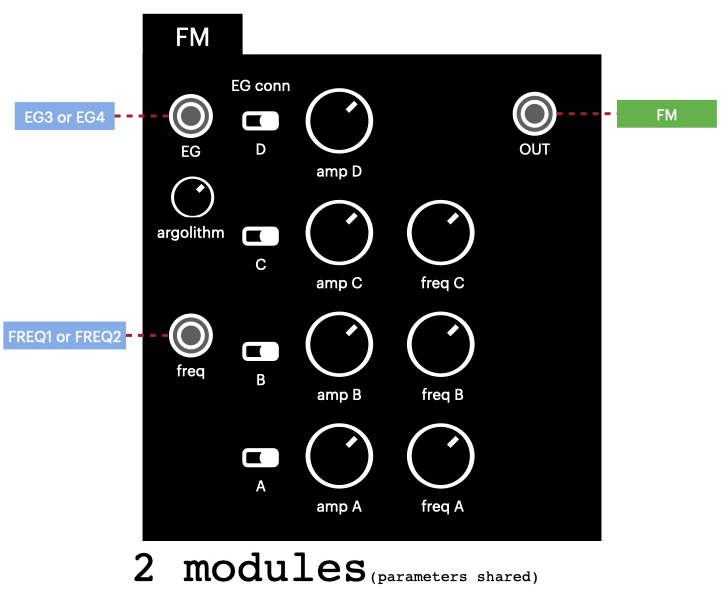 FM
EG conn
EG3 or EG4
EG
D
amp D
OUT
FM
argolithm
C
amp C
freq C
FREQ1 or FREQ2
freq
B
amp B
freq B
A
amp A
freq A
2 modules(parameters shared)